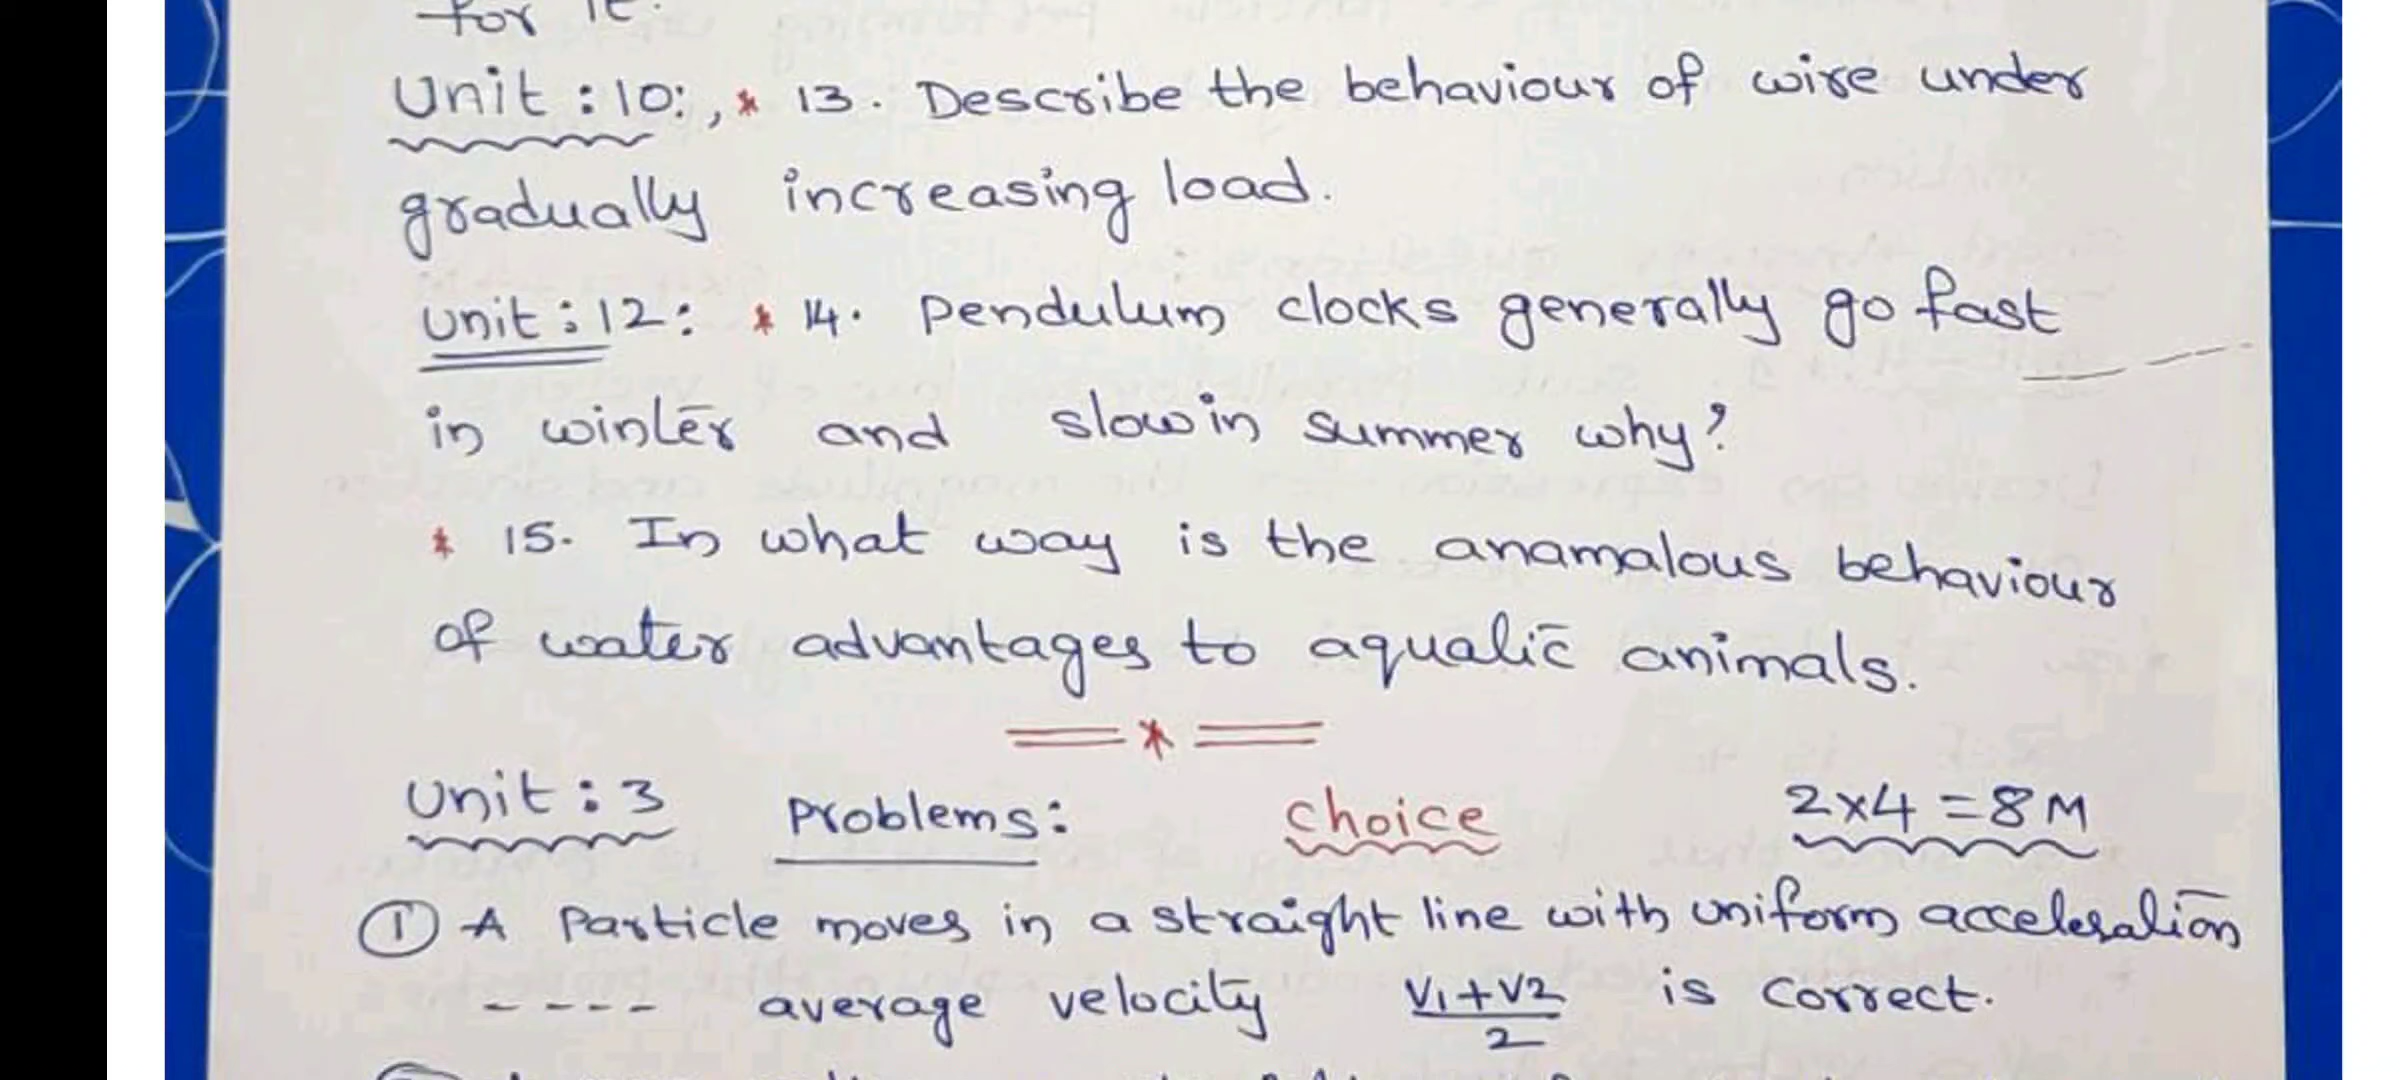 for it.
Unit : 10:, * 13. Describe the behaviour of wire under
gradually increasing load.
Unit : 12: * 14. Pendulum clocks generally go fast
in winter and slow in summer why?
* 15. In what way is the anamalous behaviour
of water advantages to aquatic animals.
= * =
Unit : 3 Problems: choice 2x4 = 8M
① A Particle moves in a straight line with uniform acceleration
---- average velocity V1+V2/2 is correct.